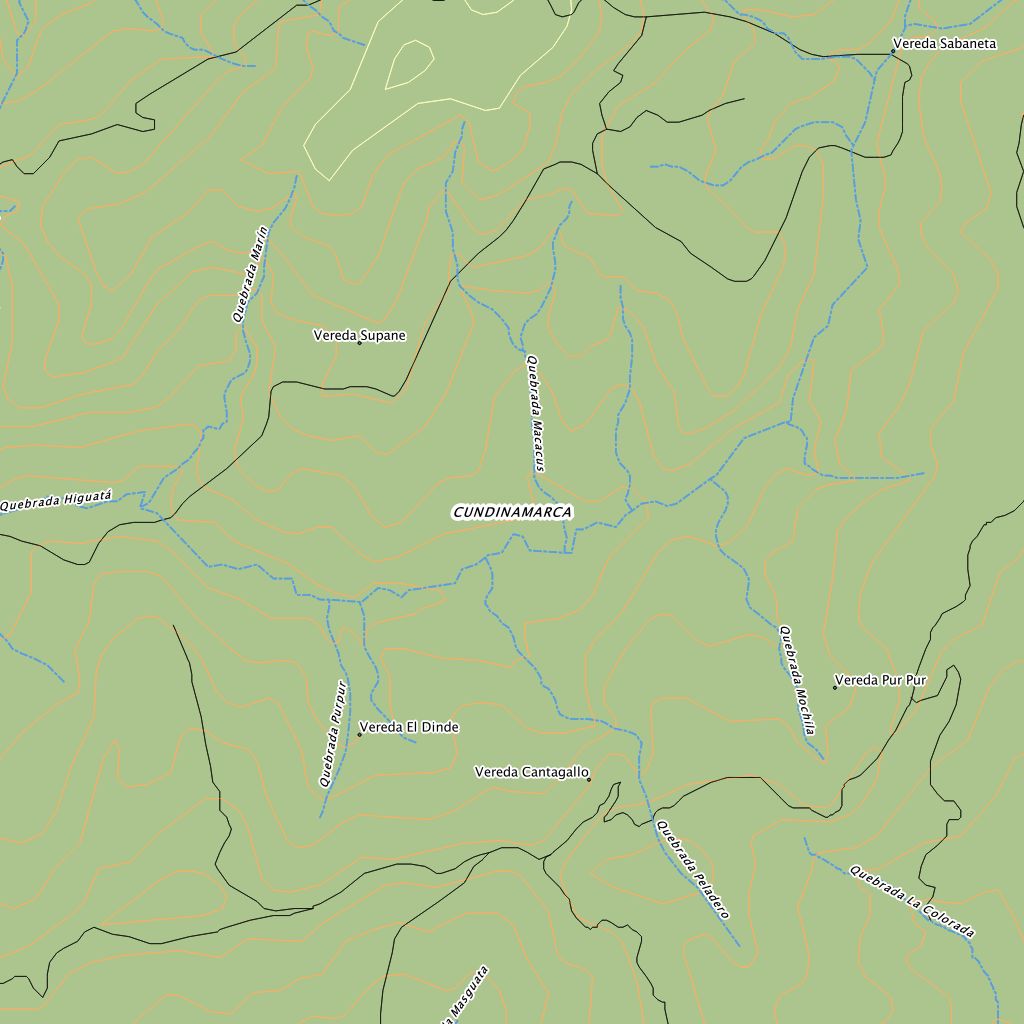 Vereda Sabaneta
Quebrada Marín
Vereda Supane
Quebrada Macacus
Quebrada Higuatá
CUNDINAMARCA
Quebrada Mochila
Vereda Pur Pur
Quebrada Purpur
Vereda El Dinde
Vereda Cantagallo
Quebrada Peladero
Quebrada La Colorada
Masguata